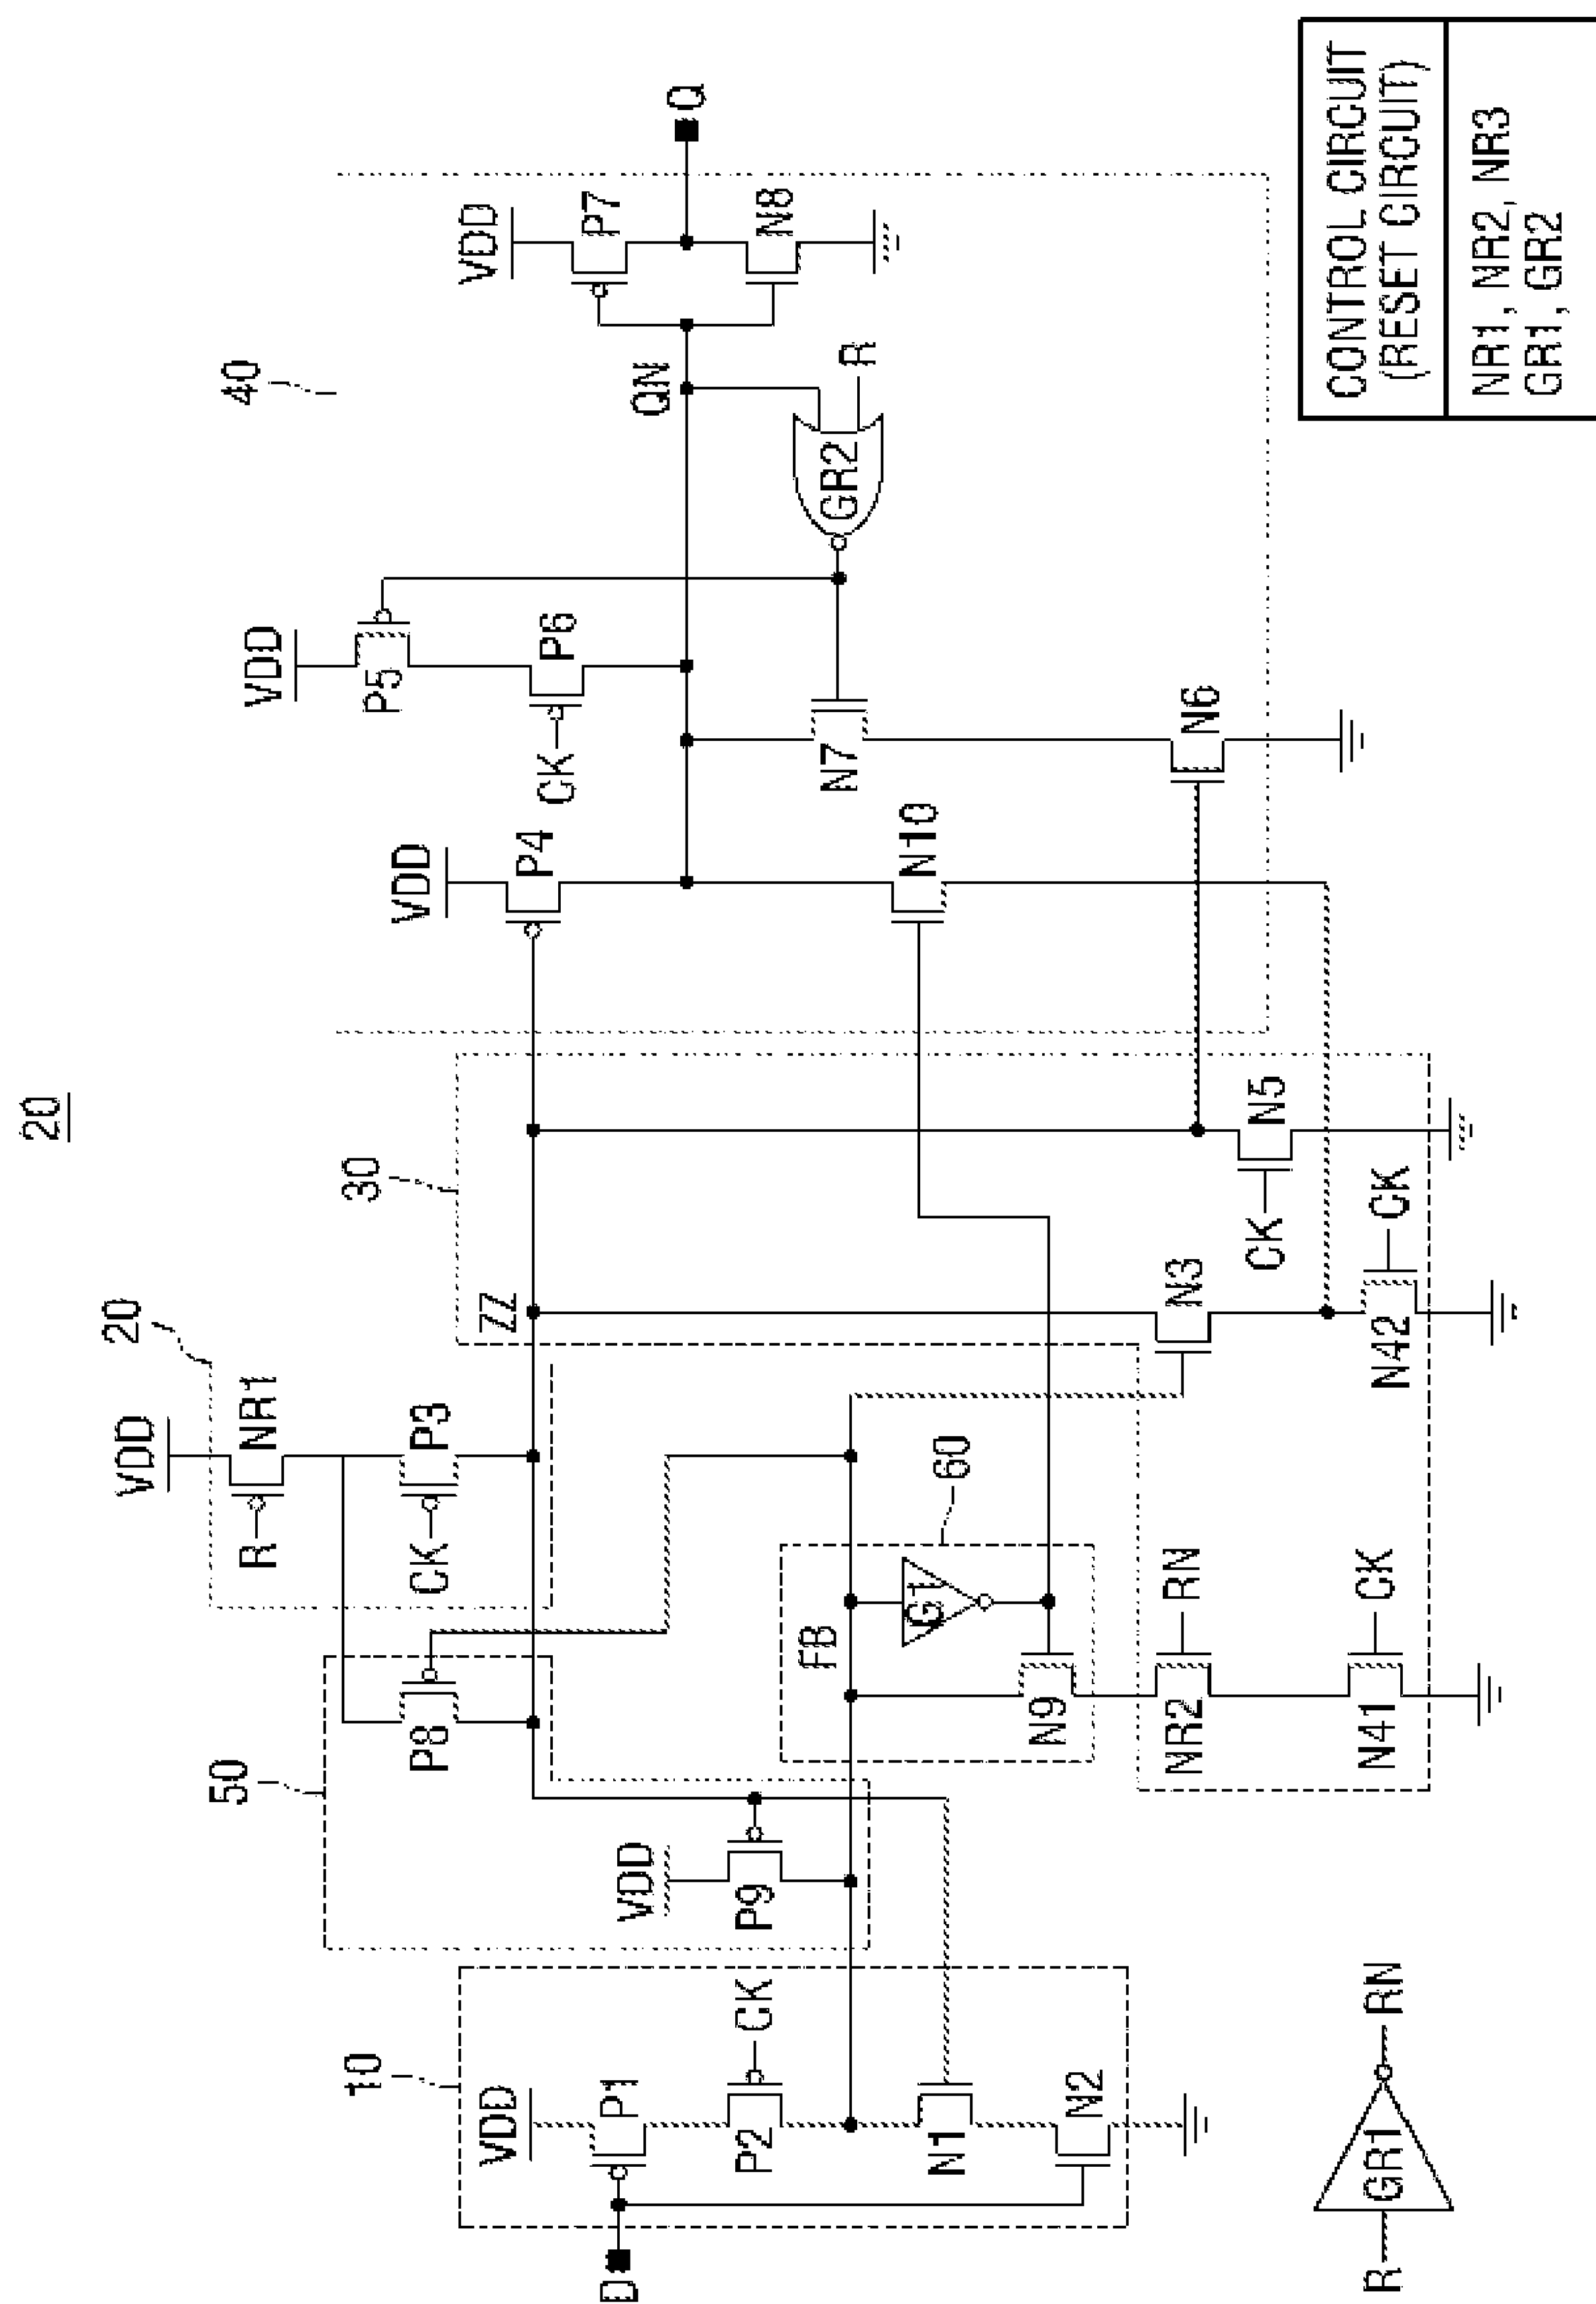 20
VDD
R
NR1
20
CK
P3
ZZ
30
50
P8
VDD
P9
10
VDD
P1
P2
CK
D
N1
N2
FB
G1
60
N9
NR2
RN
N41
CK
N3
N42
CK
CK
N5
40
VDD
P4
N10
VDD
P5
CK
P6
N7
N6
QN
GR2
R
VDD
P7
N8
Q
R
GR1
RN
CONTROL CIRCUIT
(RESET CIRCUIT)
NR1, NR2, NR3
GR1, GR2